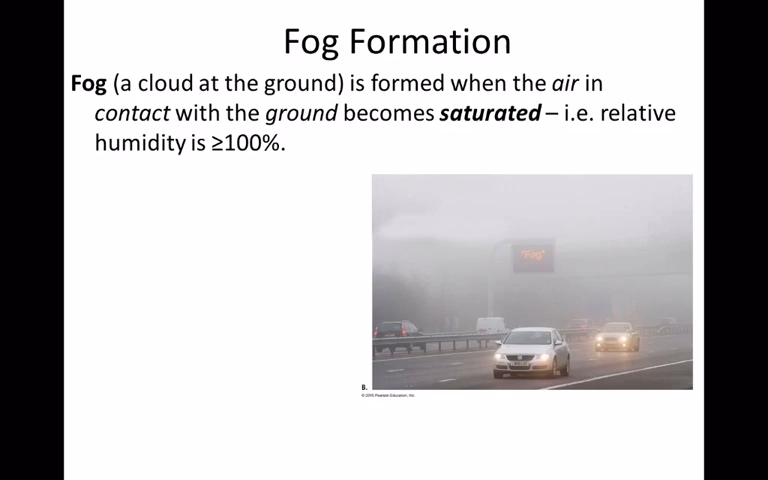 Fog Formation
Fog (a cloud at the ground) is formed when the air in
contact with the ground becomes saturated – i.e. relative
humidity is ≥100%.
"Fog"
B.
© 2015 Pearson Education, Inc.